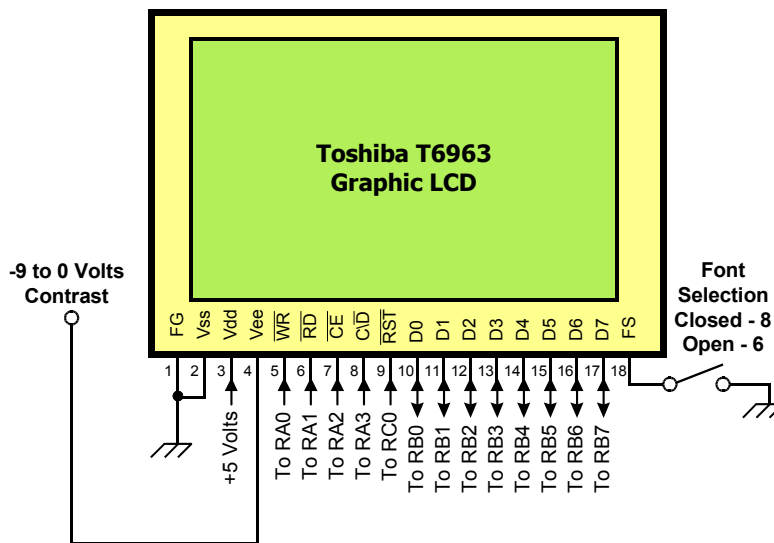 Toshiba T6963
Graphic LCD
-9 to 0 Volts
Contrast
Font
Selection
Closed - 8
Open - 6
FG
Vss
Vdd
Vee
WR
RD
CE
C\D
RST
D0
D1
D2
D3
D4
D5
D6
D7
FS
1
2
3
4
5
6
7
8
9
10
11
12
13
14
15
16
17
18
+5 Volts
To RA0
To RA1
To RA2
To RA3
To RC0
To RB0
To RB1
To RB2
To RB3
To RB4
To RB5
To RB6
To RB7